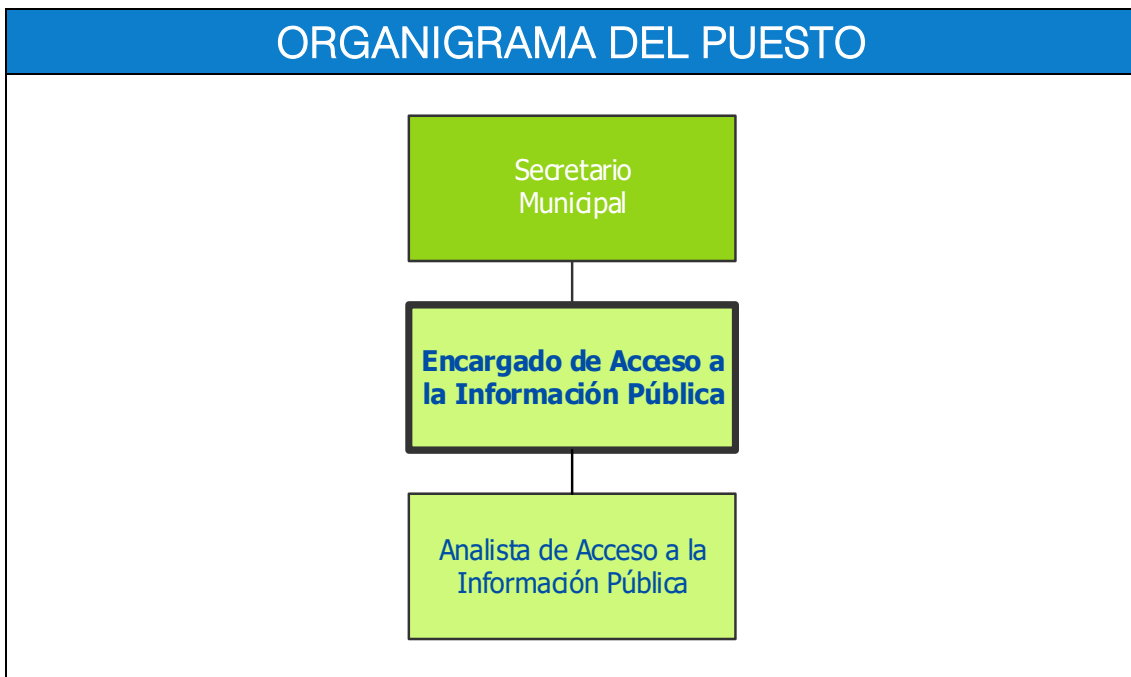 ORGANIGRAMA DEL PUESTO
Secretario
Municipal
Encargado de Acceso a
la Información Pública
Analista de Acceso a la
Información Pública